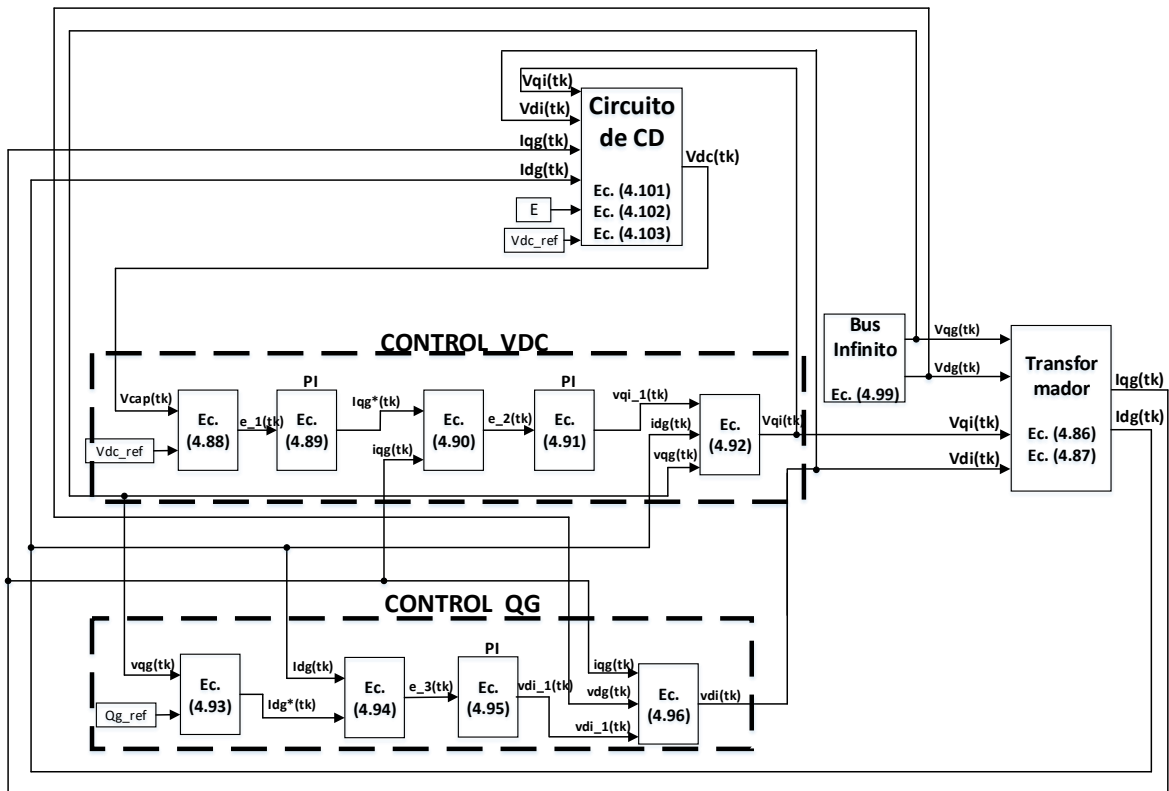 Vqi(tk)
Vdi(tk)
Iqg(tk)
Idg(tk)
E
Vdc_ref
Circuito
de CD
Ec. (4.101)
Ec. (4.102)
Ec. (4.103)
Vdc(tk)
Bus
Infinito
Ec. (4.99)
Vqg(tk)
Vdg(tk)
Vqi(tk)
Vdi(tk)
Transfor
mador
Ec. (4.86)
Ec. (4.87)
Iqg(tk)
Idg(tk)
CONTROL VDC
Vcap(tk)
Vdc_ref
Ec.
(4.88)
e_1(tk)
PI
Ec.
(4.89)
Iqg*(tk)
iqg(tk)
Ec.
(4.90)
e_2(tk)
PI
Ec.
(4.91)
vqi_1(tk)
idg(tk)
vqg(tk)
Ec.
(4.92)
Vqi(tk)
CONTROL QG
vqg(tk)
Qg_ref
Ec.
(4.93)
Idg(tk)
Idg*(tk)
Ec.
(4.94)
e_3(tk)
PI
Ec.
(4.95)
vdi_1(tk)
iqg(tk)
vdg(tk)
vdi_1(tk)
Ec.
(4.96)
vdi(tk)